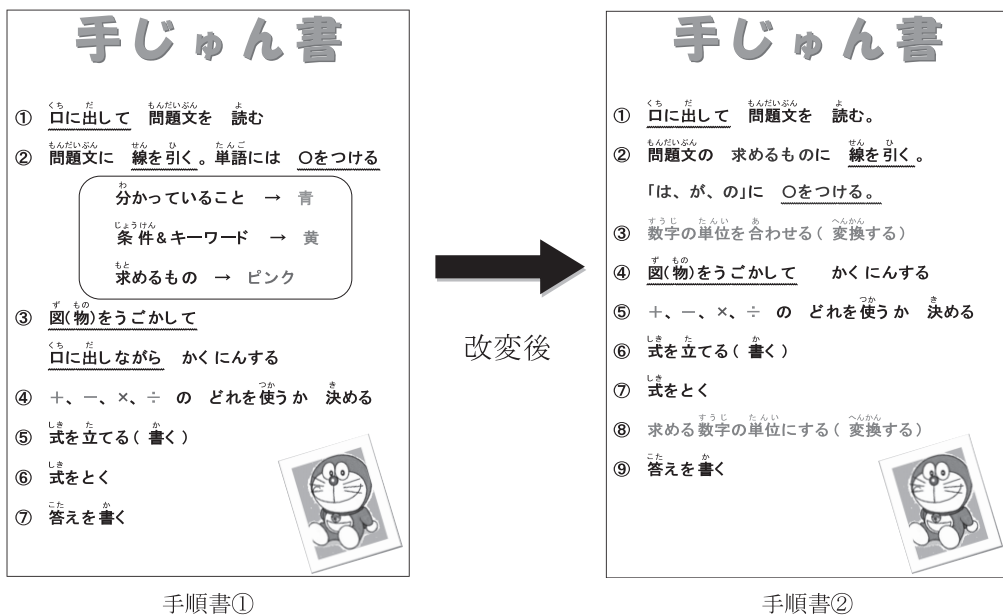 手じゅん書
① 口に出して 問題文を 読む
② 問題文に 線を引く。単語には ○をつける
分かっていること → 青
条件&キーワード → 黄
求めるもの → ピンク
③ 図(物)をうごかして
口に出しながら かくにんする
④ +、-、×、÷ の どれを使うか 決める
⑤ 式を立てる(書く)
⑥ 式をとく
⑦ 答えを書く
手順書①
改変後
手じゅん書
① 口に出して 問題文を 読む。
② 問題文の 求めるものに 線を引く。
「は、が、の」に ○をつける。
③ 数字の単位を合わせる(変換する)
④ 図(物)をうごかして かくにんする
⑤ +、-、×、÷ の どれを使うか 決める
⑥ 式を立てる(書く)
⑦ 式をとく
⑧ 求める数字の単位にする(変換する)
⑨ 答えを書く
手順書②